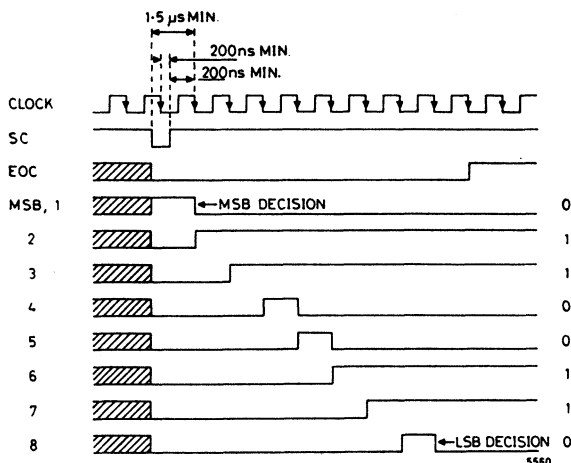 1·5 µs MIN.
200ns MIN.
200ns MIN.
CLOCK
SC
EOC
MSB, 1 MSB DECISION 0
2 1
3 1
4 0
5 0
6 1
7 1
8 LSB DECISION 0
5560